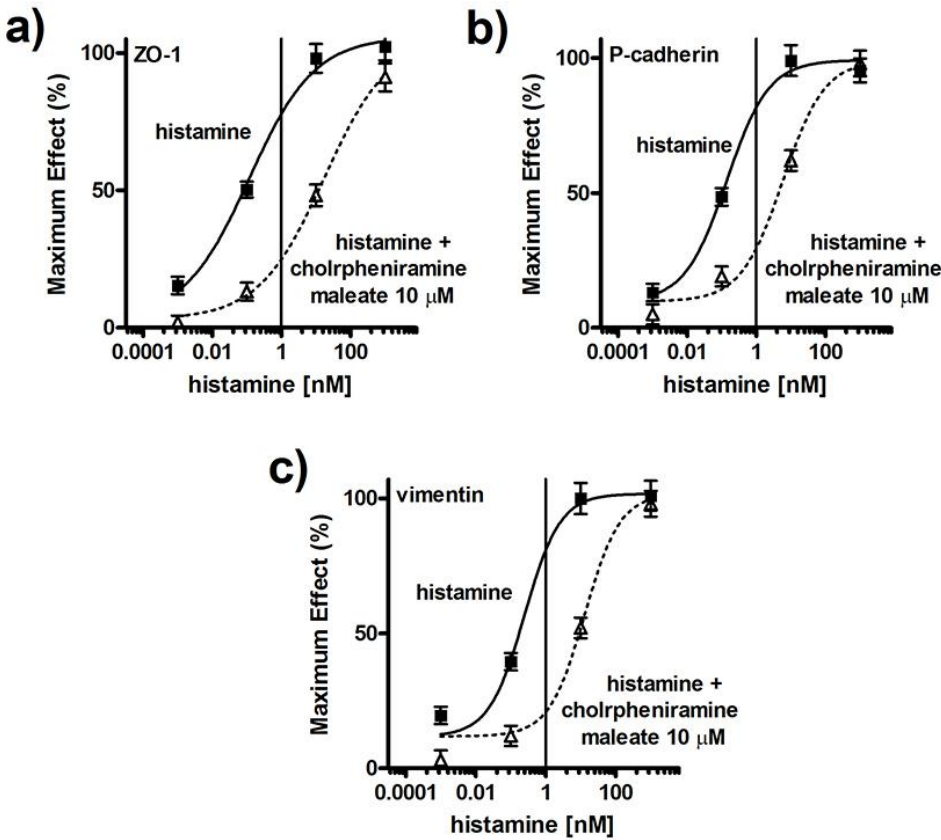 a)
ZO-1
Maximum Effect (%)
100
50
0
histamine
histamine +
cholrpheniramine
maleate 10 μM
0.0001
0.01
1
100
histamine [nM]
b)
P-cadherin
Maximum Effect (%)
100
50
0
histamine
histamine +
cholrpheniramine
maleate 10 μM
0.0001
0.01
1
100
histamine [nM]
c)
vimentin
Maximum Effect (%)
100
50
0
histamine
histamine +
cholrpheniramine
maleate 10 μM
0.0001
0.01
1
100
histamine [nM]